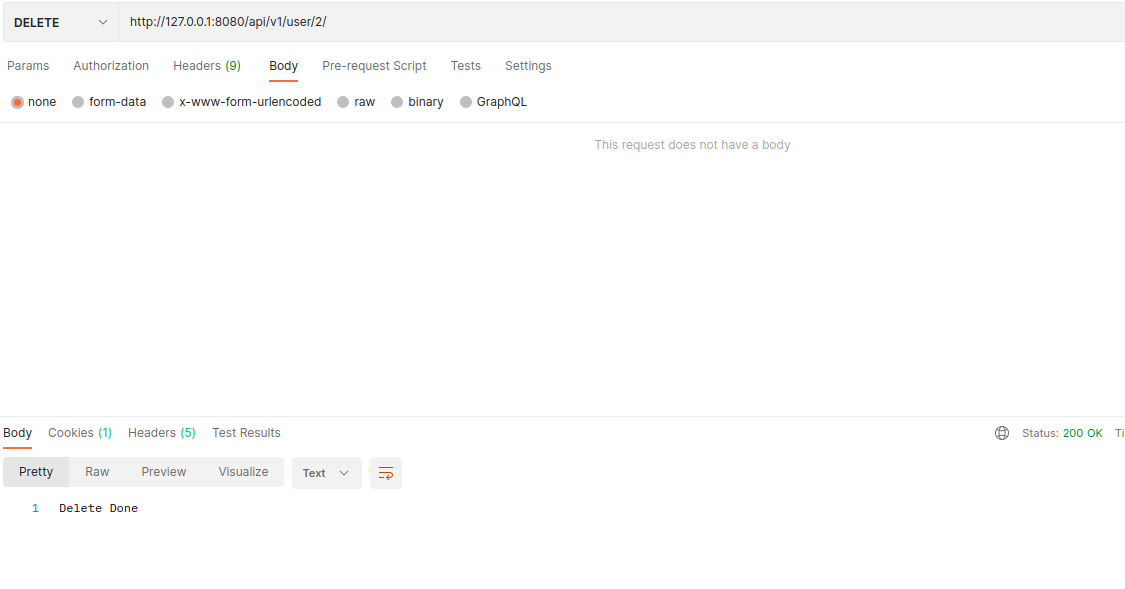 DELETE http://127.0.0.1:8080/api/v1/user/2/
Params Authorization Headers (9) Body Pre-request Script Tests Settings
none form-data x-www-form-urlencoded raw binary GraphQL
This request does not have a body
Body Cookies (1) Headers (5) Test Results Status: 200 OK Ti
Pretty Raw Preview Visualize Text
1 Delete Done